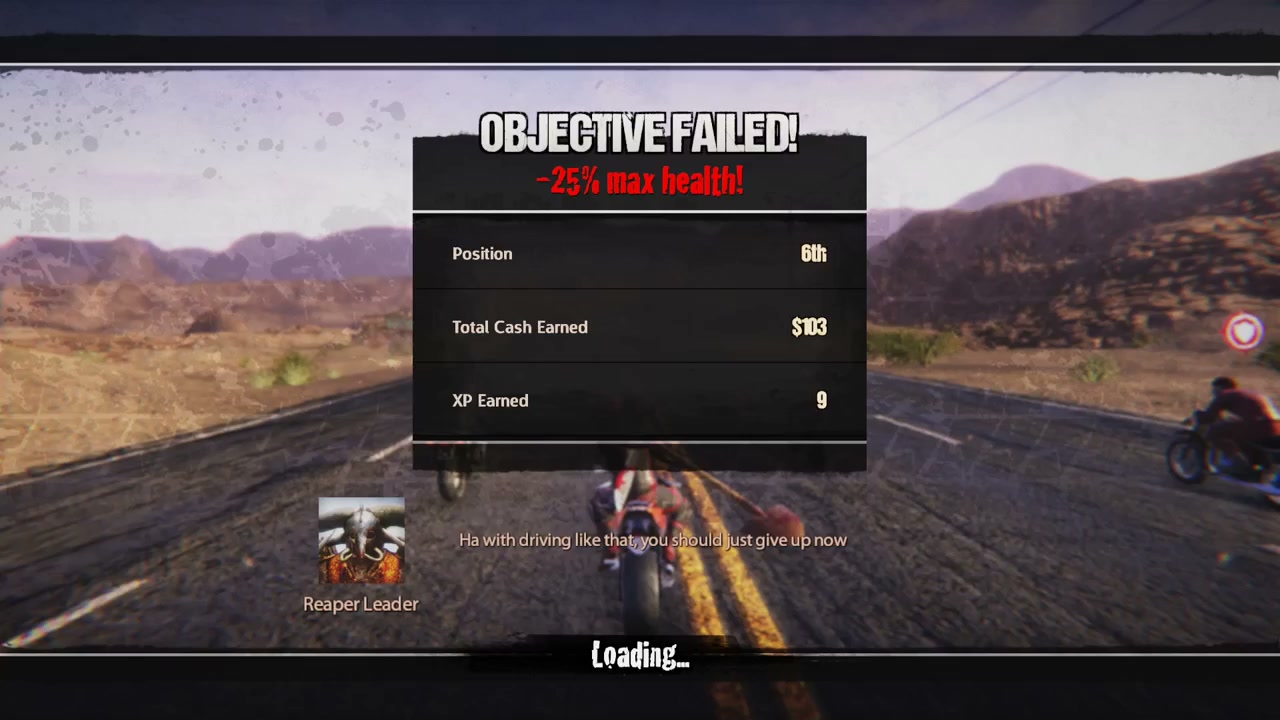 OBJECTIVE FAILED!
-25% max health!
Position 6th
Total Cash Earned $103
XP Earned 9
Ha with driving like that, you should just give up now
Reaper Leader
Loading...